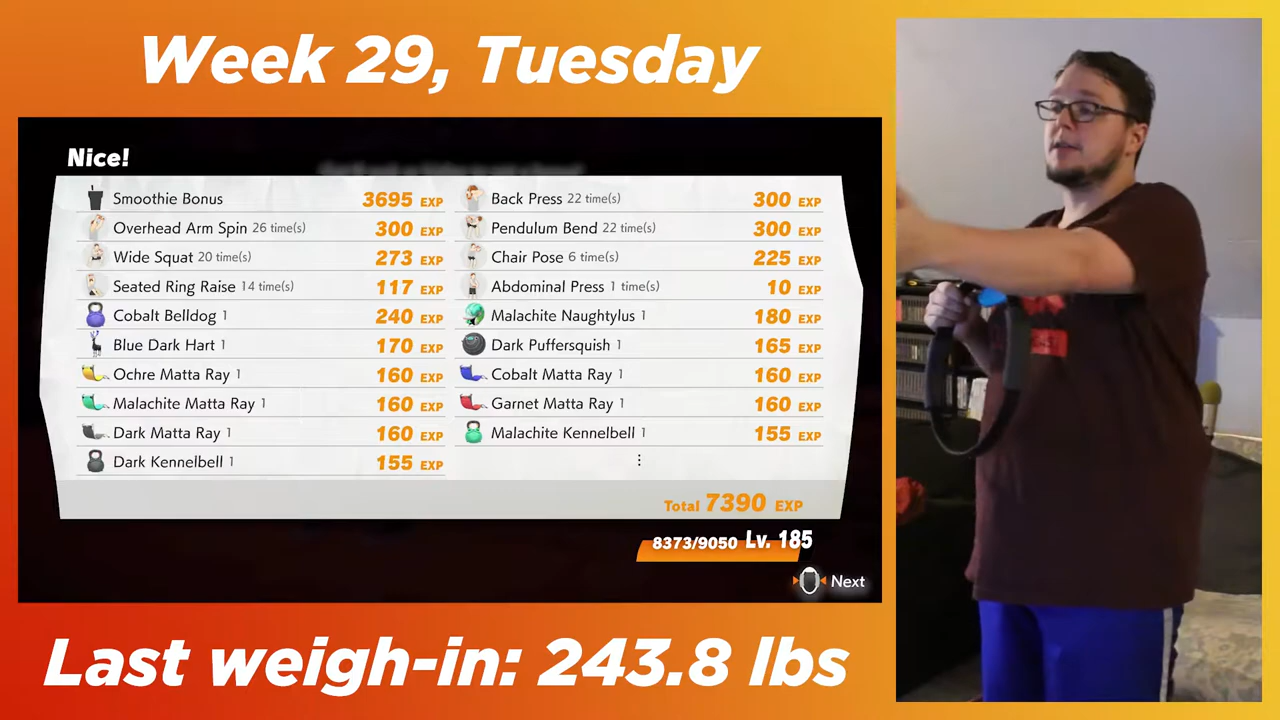 Week 29, Tuesday
Nice!
Smoothie Bonus 3695 EXP
Overhead Arm Spin 26 time(s) 300 EXP
Wide Squat 20 time(s) 273 EXP
Seated Ring Raise 14 time(s) 117 EXP
Cobalt Belldog 1 240 EXP
Blue Dark Hart 1 170 EXP
Ochre Matta Ray 1 160 EXP
Malachite Matta Ray 1 160 EXP
Dark Matta Ray 1 160 EXP
Dark Kennelbell 1 155 EXP
Back Press 22 time(s) 300 EXP
Pendulum Bend 22 time(s) 300 EXP
Chair Pose 6 time(s) 225 EXP
Abdominal Press 1 time(s) 10 EXP
Malachite Naughtylus 1 180 EXP
Dark Puffersquish 1 165 EXP
Cobalt Matta Ray 1 160 EXP
Garnet Matta Ray 1 160 EXP
Malachite Kennelbell 1 155 EXP
⋮
Total 7390 EXP
8373/9050 Lv. 185
Next
Last weigh-in: 243.8 lbs